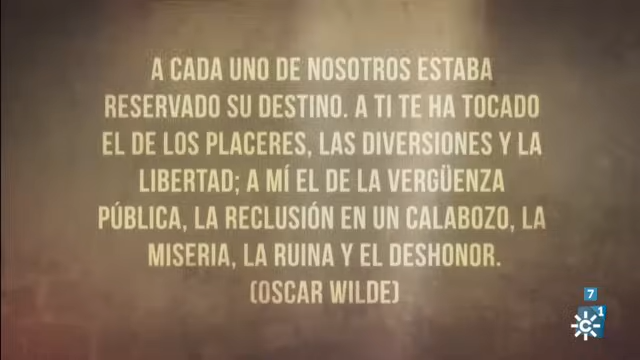 A CADA UNO DE NOSOTROS ESTABA
RESERVADO SU DESTINO. A TI TE HA TOCADO
EL DE LOS PLACERES, LAS DIVERSIONES Y LA
LIBERTAD; A MÍ EL DE LA VERGÜENZA
PÚBLICA, LA RECLUSIÓN EN UN CALABOZO, LA
MISERIA, LA RUINA Y EL DESHONOR.
(OSCAR WILDE)
7
1